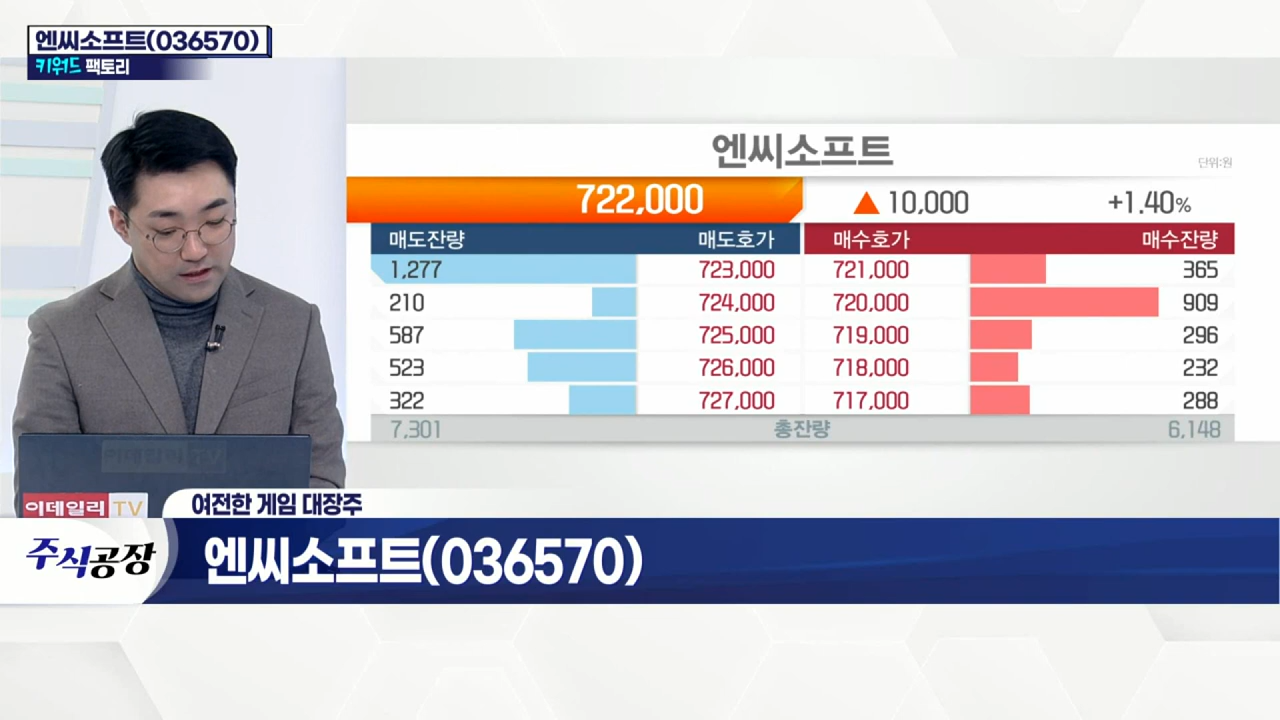 엔씨소프트(036570)
키워드 팩토리
엔씨소프트
단위:원
722,000 ▲ 10,000 +1.40%
매도잔량 매도호가 매수호가 매수잔량
1,277 723,000 721,000 365
210 724,000 720,000 909
587 725,000 719,000 296
523 726,000 718,000 232
322 727,000 717,000 288
7,301 총잔량 6,148
이데일리 TV
여전한 게임 대장주
주식공장
엔씨소프트(036570)